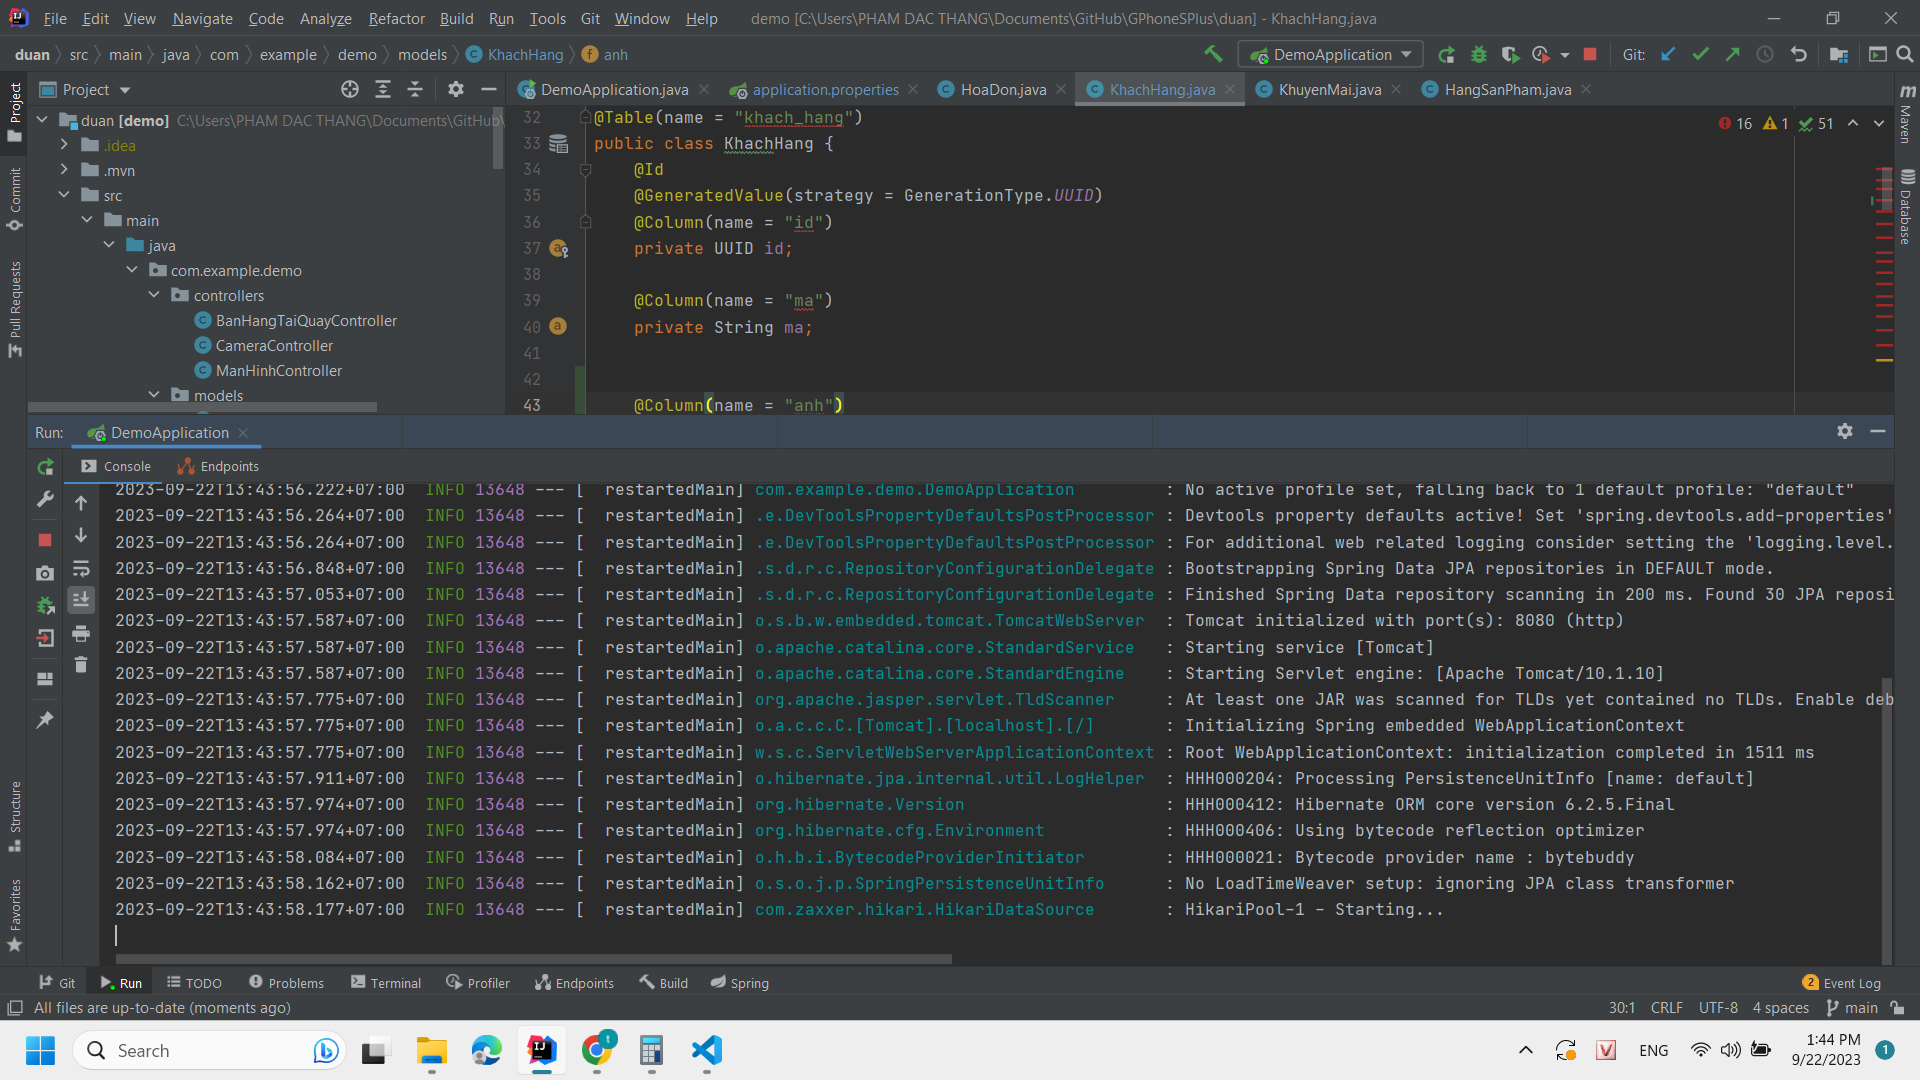 File Edit View Navigate Code Analyze Refactor Build Run Tools Git Window Help demo [C:\Users\PHAM DAC THANG\Documents\GitHub\GPhoneSPlus\duan] - KhachHang.java
duan src main java com example demo models KhachHang anh DemoApplication Git:
Project DemoApplication.java application.properties HoaDon.java KhachHang.java KhuyenMai.java HangSanPham.java
Project
Commit
Pull Requests
Structure
Favorites
Maven
Database
duan [demo] C:\Users\PHAM DAC THANG\Documents\GitHub\
.idea
.mvn
src
main
java
com.example.demo
controllers
BanHangTaiQuayController
CameraController
ManHinhController
models
16 1 51
32 @Table(name = "khach_hang")
33 public class KhachHang {
34 @Id
35 @GeneratedValue(strategy = GenerationType.UUID)
36 @Column(name = "id")
37 private UUID id;
38
39 @Column(name = "ma")
40 private String ma;
41
42
43 @Column(name = "anh")
Run: DemoApplication
Console Endpoints
2023-09-22T13:43:56.222+07:00 INFO 13648 --- [ restartedMain] com.example.demo.DemoApplication : No active profile set, falling back to 1 default profile: "default"
2023-09-22T13:43:56.264+07:00 INFO 13648 --- [ restartedMain] .e.DevToolsPropertyDefaultsPostProcessor : Devtools property defaults active! Set 'spring.devtools.add-properties'
2023-09-22T13:43:56.264+07:00 INFO 13648 --- [ restartedMain] .e.DevToolsPropertyDefaultsPostProcessor : For additional web related logging consider setting the 'logging.level.
2023-09-22T13:43:56.848+07:00 INFO 13648 --- [ restartedMain] .s.d.r.c.RepositoryConfigurationDelegate : Bootstrapping Spring Data JPA repositories in DEFAULT mode.
2023-09-22T13:43:57.053+07:00 INFO 13648 --- [ restartedMain] .s.d.r.c.RepositoryConfigurationDelegate : Finished Spring Data repository scanning in 200 ms. Found 30 JPA reposi
2023-09-22T13:43:57.587+07:00 INFO 13648 --- [ restartedMain] o.s.b.w.embedded.tomcat.TomcatWebServer : Tomcat initialized with port(s): 8080 (http)
2023-09-22T13:43:57.587+07:00 INFO 13648 --- [ restartedMain] o.apache.catalina.core.StandardService : Starting service [Tomcat]
2023-09-22T13:43:57.587+07:00 INFO 13648 --- [ restartedMain] o.apache.catalina.core.StandardEngine : Starting Servlet engine: [Apache Tomcat/10.1.10]
2023-09-22T13:43:57.775+07:00 INFO 13648 --- [ restartedMain] org.apache.jasper.servlet.TldScanner : At least one JAR was scanned for TLDs yet contained no TLDs. Enable deb
2023-09-22T13:43:57.775+07:00 INFO 13648 --- [ restartedMain] o.a.c.c.C.[Tomcat].[localhost].[/] : Initializing Spring embedded WebApplicationContext
2023-09-22T13:43:57.775+07:00 INFO 13648 --- [ restartedMain] w.s.c.ServletWebServerApplicationContext : Root WebApplicationContext: initialization completed in 1511 ms
2023-09-22T13:43:57.911+07:00 INFO 13648 --- [ restartedMain] o.hibernate.jpa.internal.util.LogHelper : HHH000204: Processing PersistenceUnitInfo [name: default]
2023-09-22T13:43:57.974+07:00 INFO 13648 --- [ restartedMain] org.hibernate.Version : HHH000412: Hibernate ORM core version 6.2.5.Final
2023-09-22T13:43:57.974+07:00 INFO 13648 --- [ restartedMain] org.hibernate.cfg.Environment : HHH000406: Using bytecode reflection optimizer
2023-09-22T13:43:58.084+07:00 INFO 13648 --- [ restartedMain] o.h.b.i.BytecodeProviderInitiator : HHH000021: Bytecode provider name : bytebuddy
2023-09-22T13:43:58.162+07:00 INFO 13648 --- [ restartedMain] o.s.o.j.p.SpringPersistenceUnitInfo : No LoadTimeWeaver setup: ignoring JPA class transformer
2023-09-22T13:43:58.177+07:00 INFO 13648 --- [ restartedMain] com.zaxxer.hikari.HikariDataSource : HikariPool-1 - Starting...
Git Run TODO Problems Terminal Profiler Endpoints Build Spring 2 Event Log
All files are up-to-date (moments ago) 30:1 CRLF UTF-8 4 spaces main
Search ENG 1:44 PM
9/22/2023 1